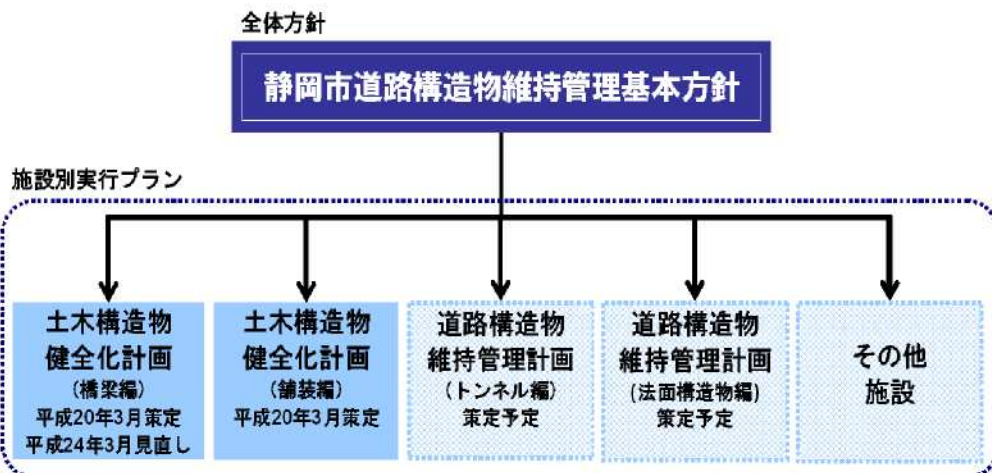 全体方針
静岡市道路構造物維持管理基本方針
施設別実行プラン
土木構造物
健全化計画
(橋梁編)
平成20年3月策定
平成24年3月見直し
土木構造物
健全化計画
(舗装編)
平成20年3月策定
道路構造物
維持管理計画
(トンネル編)
策定予定
道路構造物
維持管理計画
(法面構造物編)
策定予定
その他
施設